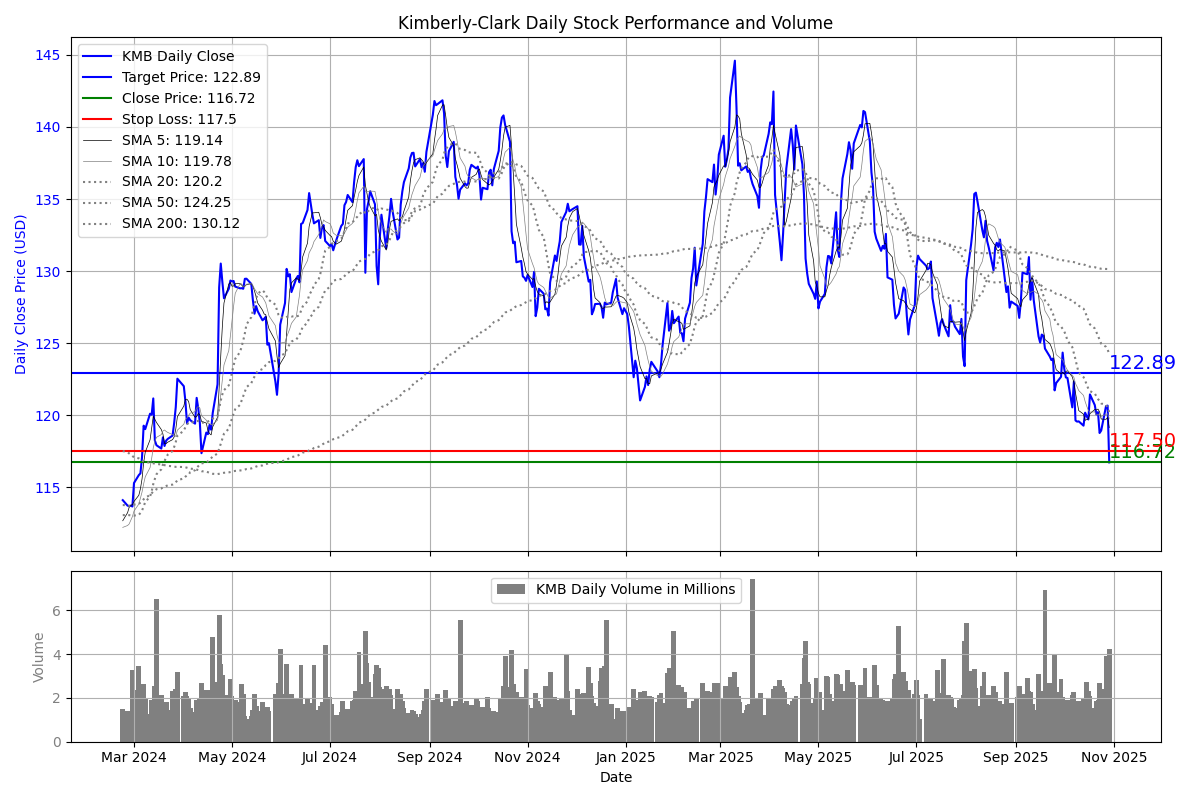 Kimberly-Clark Daily Stock Performance and Volume
KMB Daily Close
Target Price: 122.89
Close Price: 116.72
Stop Loss: 117.5
SMA 5: 119.14
SMA 10: 119.78
SMA 20: 120.2
SMA 50: 124.25
SMA 200: 130.12
Daily Close Price (USD)
145
140
135
130
125
120
115
122.89
117.50
116.72
KMB Daily Volume in Millions
Volume
6
4
2
0
Mar 2024 May 2024 Jul 2024 Sep 2024 Nov 2024 Jan 2025 Mar 2025 May 2025 Jul 2025 Sep 2025 Nov 2025
Date